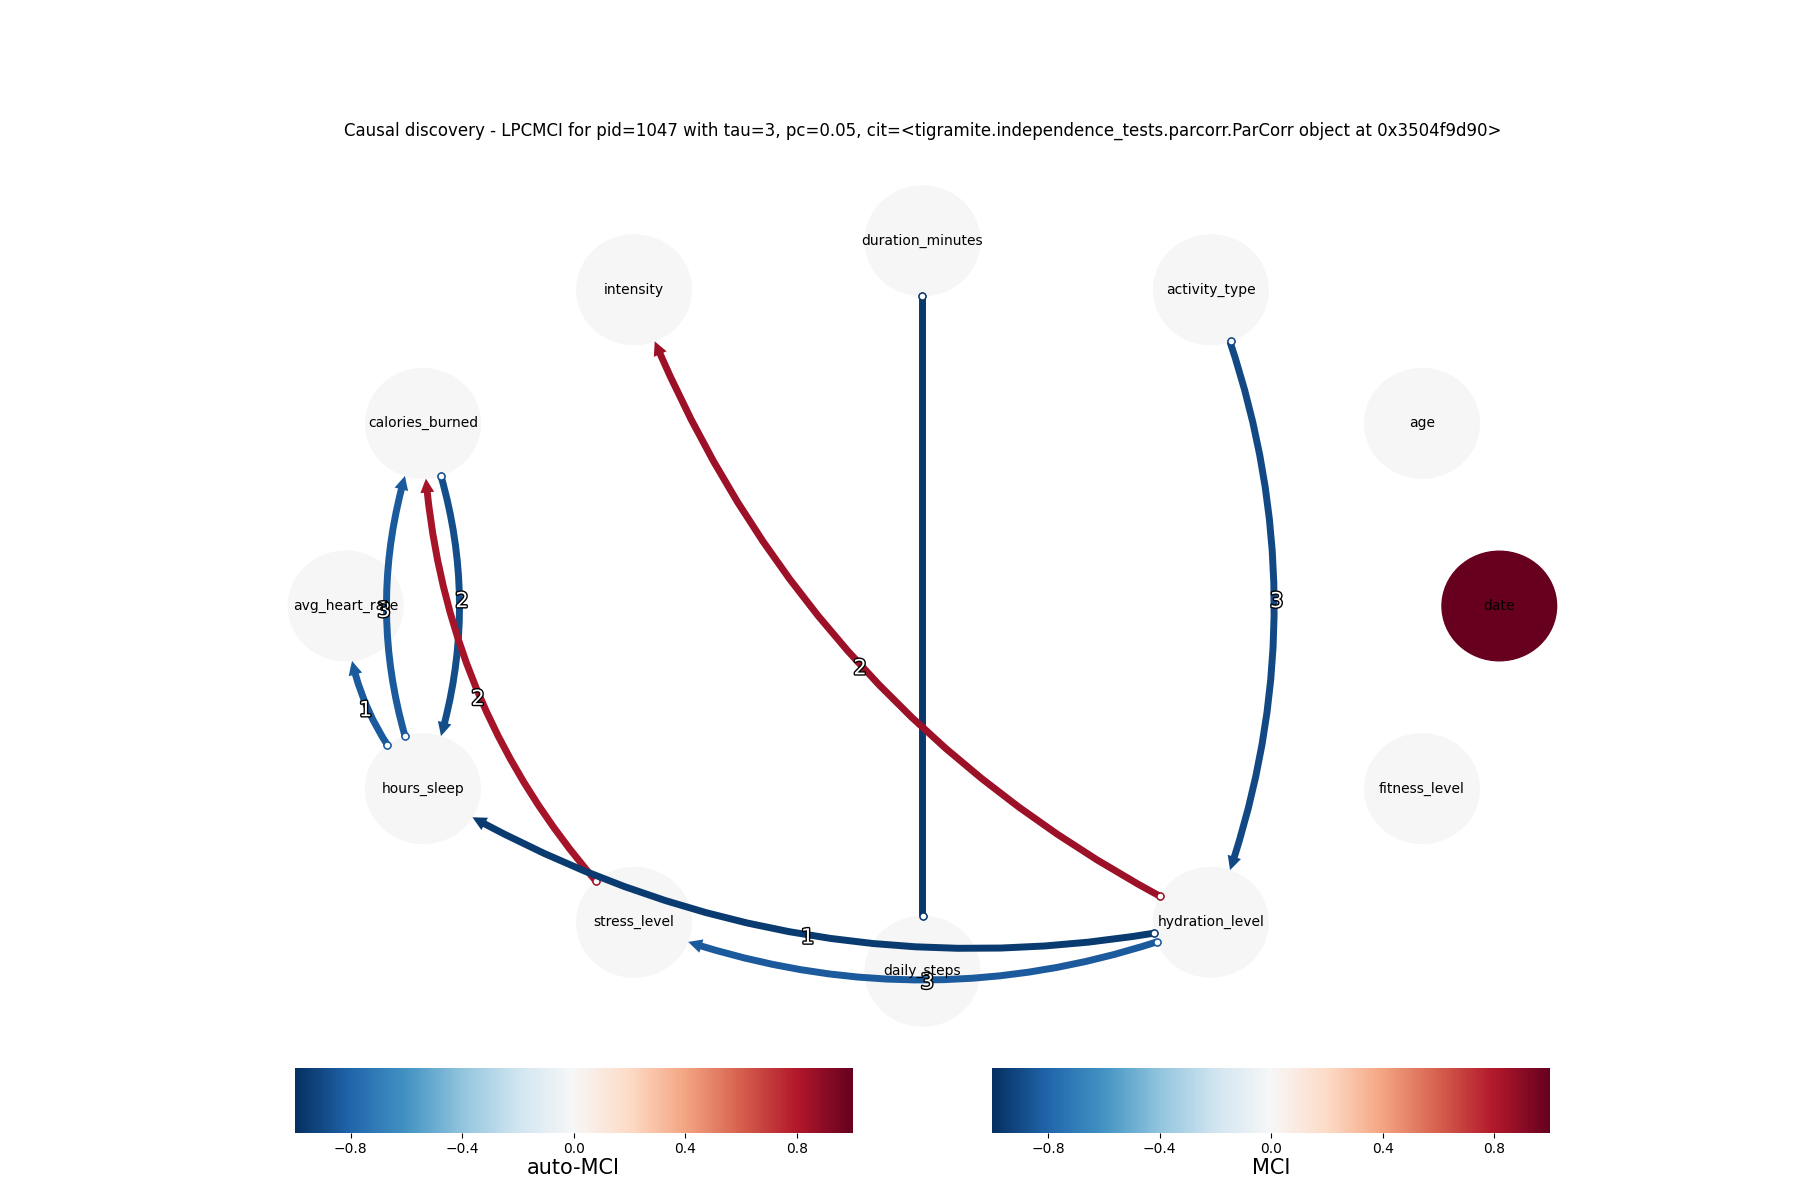 Causal discovery - LPCMCI for pid=1047 with tau=3, pc=0.05, cit=<tigramite.independence_tests.parcorr.ParCorr object at 0x3504f9d90>
duration_minutes
intensity
activity_type
calories_burned
age
2
3
avg_heart_rate
3
date
2
2
1
hours_sleep
fitness_level
stress_level
hydration_level
1
daily_steps
3
−0.8 −0.4 0.0 0.4 0.8
auto-MCI
−0.8 −0.4 0.0 0.4 0.8
MCI